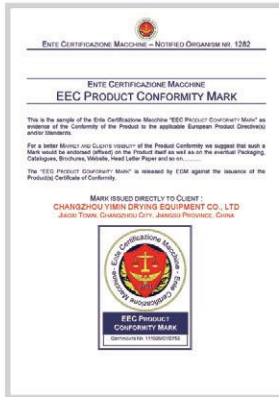 ENTE CERTIFICAZIONE MACCHINE – NOTIFIED ORGANISM NR. 1282
ENTE CERTIFICAZIONE MACCHINE
EEC PRODUCT CONFORMITY MARK
This is the sample of the Ente Certificazione Macchine "EEC PRODUCT CONFORMITY MARK" as
evidence of the Conformity of the Product to the applicable European Product Directive(s)
and/or Standards.
For a better MARKET AND CLIENTS VISIBILITY of the Product Conformity we suggest that such a
Mark would be endorsed (affixed) on the Product itself as well as on the eventual Packaging,
Catalogues, Brochures, Website, Head Letter Paper and so on
The "EEC PRODUCT CONFORMITY MARK" is released by ECM against the issuance of the
Product(s) Certificate of Conformity.
MARK ISSUED DIRECTLY TO CLIENT :
CHANGZHOU YIMIN DRYING EQUIPMENT CO., LTD
JIAOXI TOWN, CHANGZHOU CITY, JIANGSU PROVINCE, CHINA
Ente Certificazione Macchine
EEC PRODUCT
CONFORMITY MARK
Certificate No.